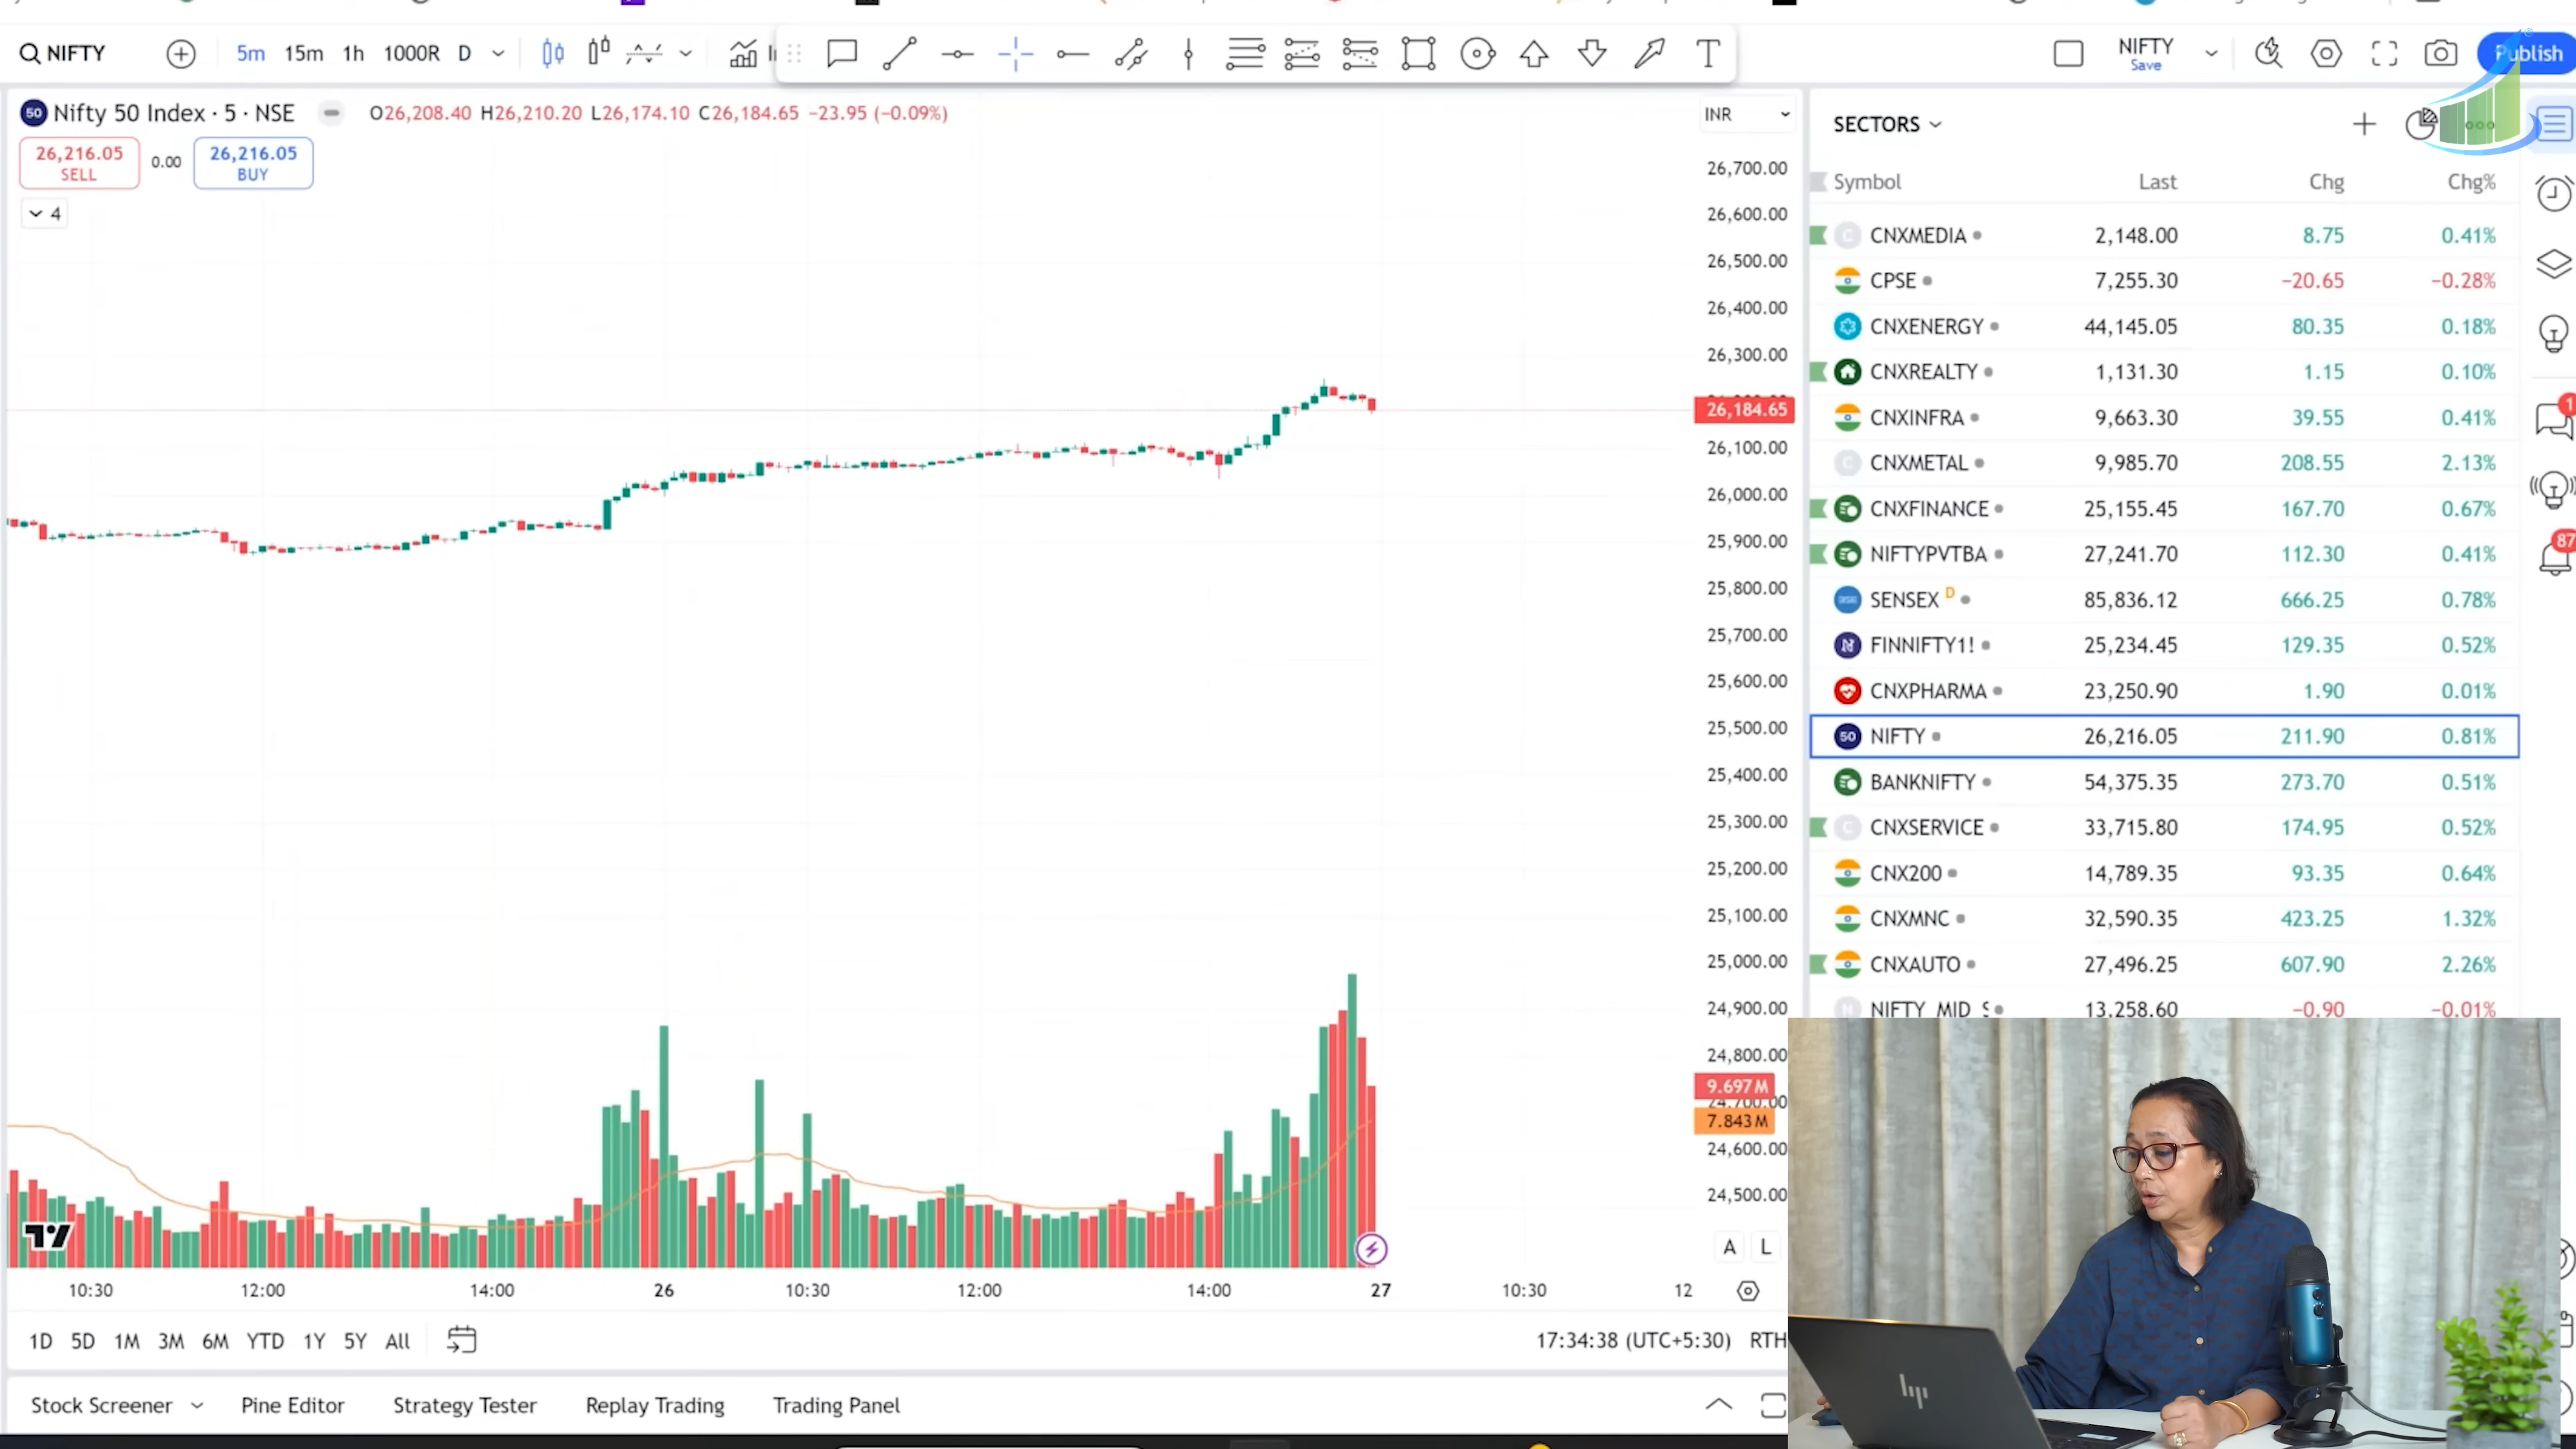 NIFTY 5m 15m 1h 1000R D T NIFTY Save Publish
50 Nifty 50 Index · 5 · NSE O26,208.40 H26,210.20 L26,174.10 C26,184.65 −23.95 (−0.09%) INR
26,216.05 SELL 0.00 26,216.05 BUY
4
26,700.00
26,600.00
26,500.00
26,400.00
26,300.00
26,184.65
26,100.00
26,000.00
25,900.00
25,800.00
25,700.00
25,600.00
25,500.00
25,400.00
25,300.00
25,200.00
25,100.00
25,000.00
24,900.00
24,800.00
9.697M
24,700.00
7.843M
24,600.00
24,500.00
A L
10:30 12:00 14:00 26 10:30 12:00 14:00 27 10:30 12
1D 5D 1M 3M 6M YTD 1Y 5Y All 17:34:38 (UTC+5:30) RTH
Stock Screener Pine Editor Strategy Tester Replay Trading Trading Panel
SECTORS
Symbol Last Chg Chg%
CNXMEDIA 2,148.00 8.75 0.41%
CPSE 7,255.30 −20.65 −0.28%
CNXENERGY 44,145.05 80.35 0.18%
CNXREALTY 1,131.30 1.15 0.10%
CNXINFRA 9,663.30 39.55 0.41%
CNXMETAL 9,985.70 208.55 2.13%
CNXFINANCE 25,155.45 167.70 0.67%
NIFTYPVTBA 27,241.70 112.30 0.41%
SENSEX D 85,836.12 666.25 0.78%
FINNIFTY1! 25,234.45 129.35 0.52%
CNXPHARMA 23,250.90 1.90 0.01%
50 NIFTY 26,216.05 211.90 0.81%
BANKNIFTY 54,375.35 273.70 0.51%
CNXSERVICE 33,715.80 174.95 0.52%
CNX200 14,789.35 93.35 0.64%
CNXMNC 32,590.35 423.25 1.32%
CNXAUTO 27,496.25 607.90 2.26%
NIFTY_MID_S 13,258.60 −0.90 −0.01%
1
87
hp